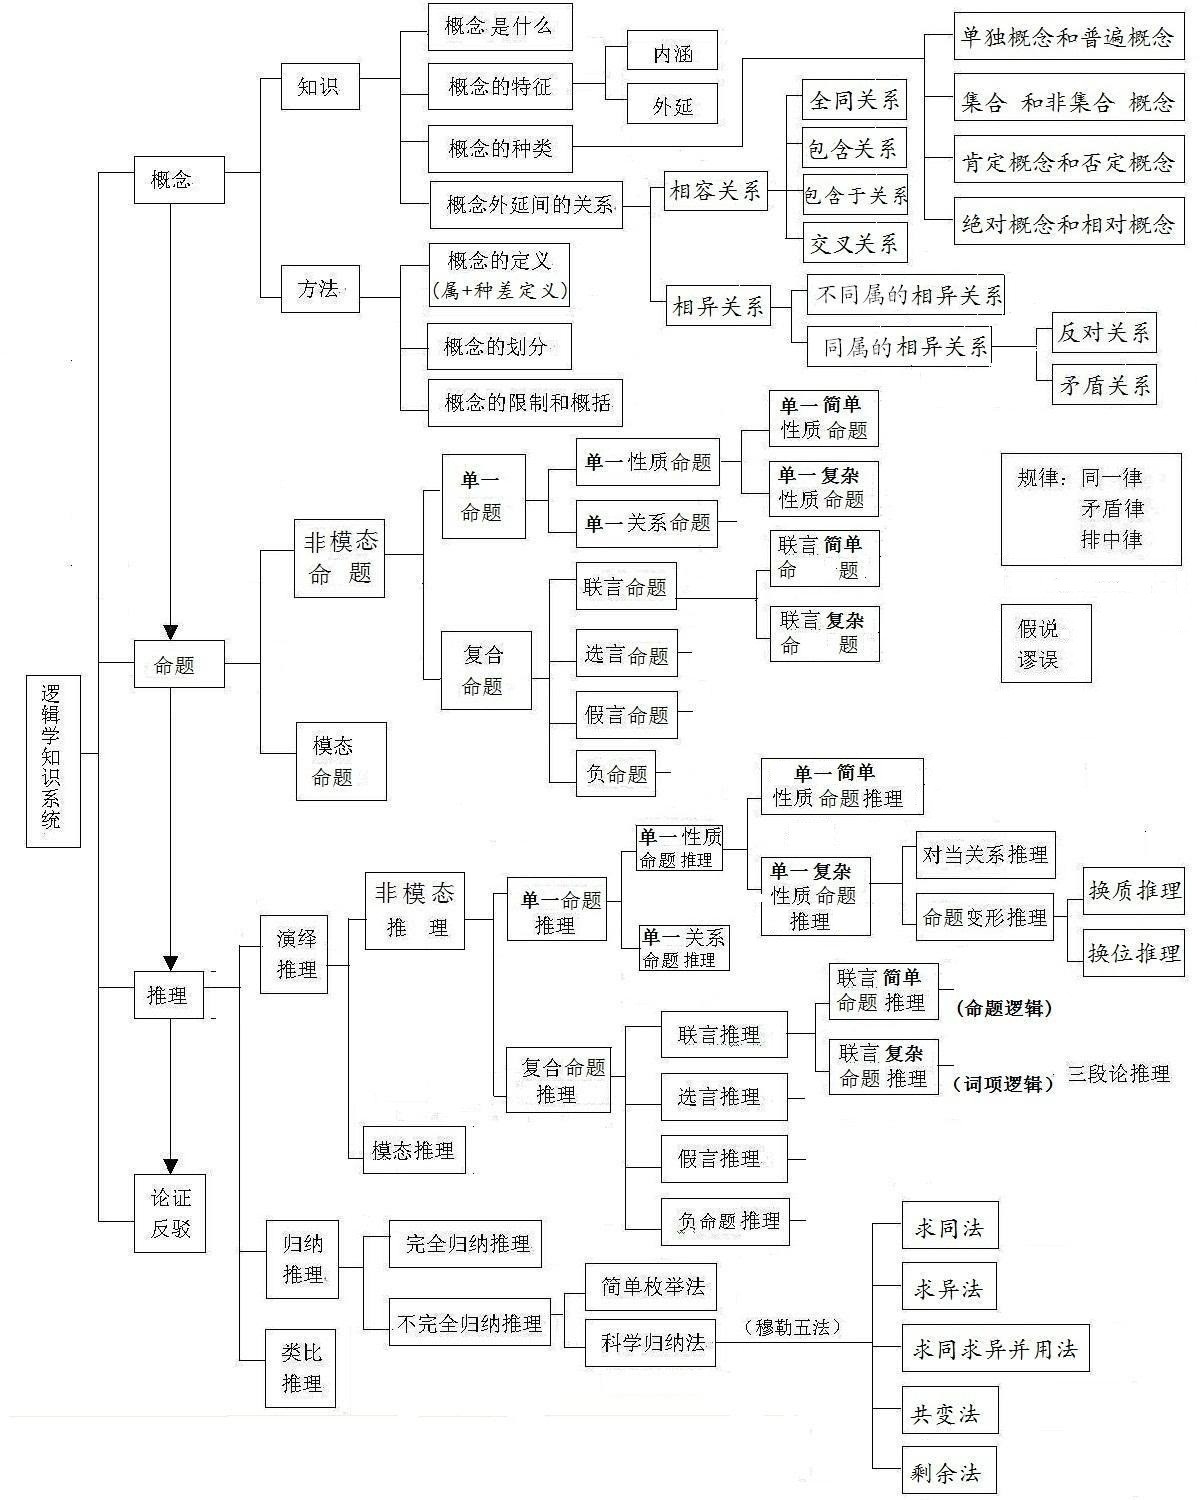 概念 是什么
单独概念和普遍概念
内涵
知识
概念的特征
全同关系
集合 和非集合 概念
外延
概念的种类
包含关系
肯定概念和否定概念
概念
相容关系
包含于关系
概念外延间的关系
绝对概念和相对概念
交叉关系
概念的定义
(属+种差定义)
方法
不同属的相异关系
相异关系
反对关系
概念的划分
同属的相异关系
矛盾关系
概念的限制和概括
单一简单
性质 命题
单一性质命题
单一
命题
单一复杂
性质命题
规律：同一律
矛盾律
排中律
单一关系命题
非模态
命 题
联言简单
命 题
联言命题
联言复杂
命 题
假说
谬误
复合
命题
选言命题
命题
假言命题
模态
命题
负命题
逻辑学知识系统
单一简单
性质 命题推理
单一性质
命题 推理
对当关系推理
单一复杂
性质命题
推理
换质推理
非模态
推 理
单一命题
推理
命题变形推理
演绎
推理
单一关系
命题 推理
换位推理
推理
联言简单
命题 推理
(命题逻辑)
联言推理
联言复杂
命题 推理
(词项逻辑)
三段论推理
复合命题
推理
选言推理
模态推理
假言推理
论证
反驳
负命题 推理
求同法
归纳
推理
完全归纳推理
简单枚举法
求异法
不完全归纳推理
科学归纳法
（穆勒五法）
求同求异并用法
类比
推理
共变法
剩余法